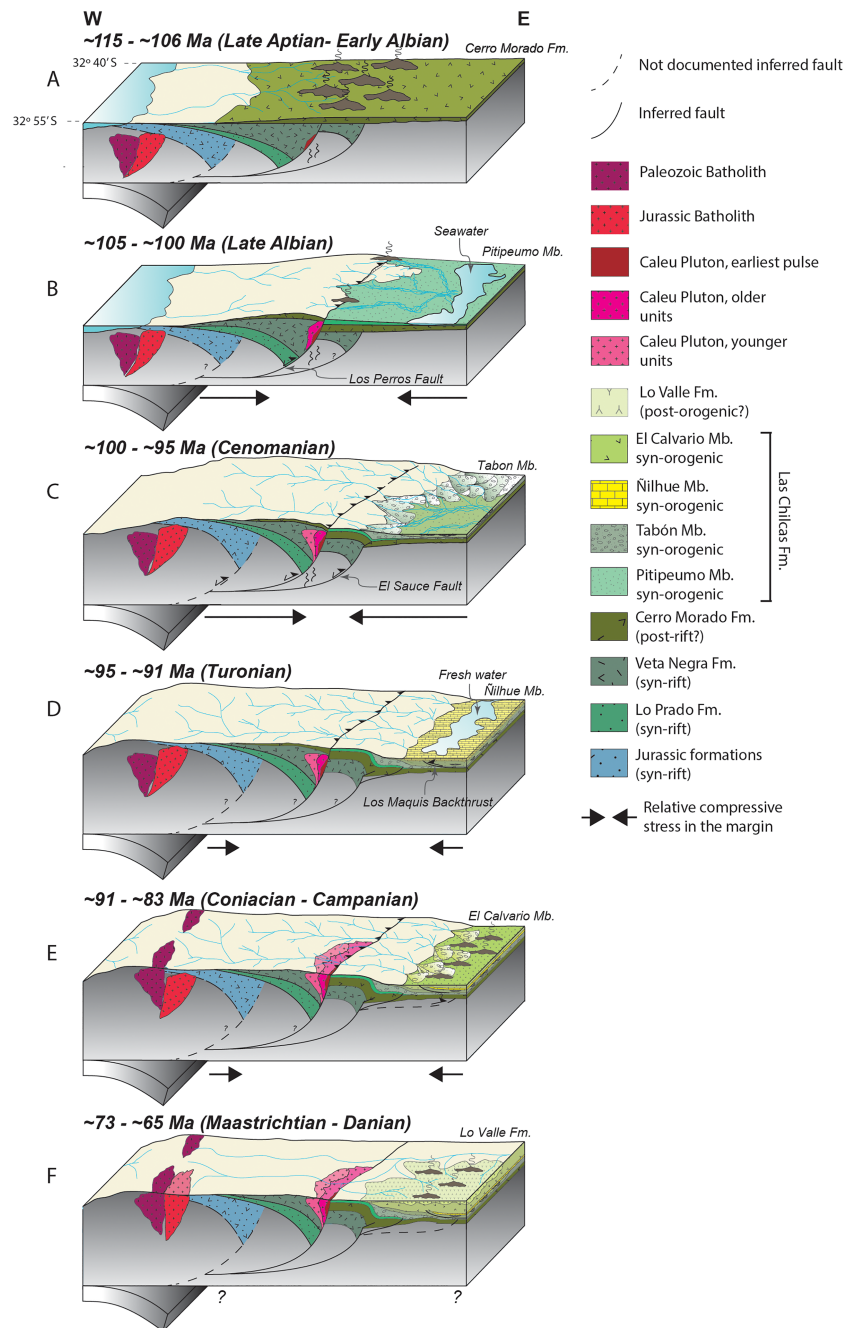 W
E
~115 - ~106 Ma (Late Aptian- Early Albian)
Cerro Morado Fm.
32º 40'S
A
32º 55'S
~105 - ~100 Ma (Late Albian)
Seawater
Pitipeumo Mb.
B
?
?
Los Perros Fault
~100 - ~95 Ma (Cenomanian)
Tabon Mb.
C
El Sauce Fault
~95 - ~91 Ma (Turonian)
Fresh water
Ñilhue Mb.
D
?
?
Los Maquis Backthrust
~91 - ~83 Ma (Coniacian - Campanian)
El Calvario Mb.
E
?
?
~73 - ~65 Ma (Maastrichtian - Danian)
Lo Valle Fm.
F
?
?
Not documented inferred fault
Inferred fault
Paleozoic Batholith
Jurassic Batholith
Caleu Pluton, earliest pulse
Caleu Pluton, older
units
Caleu Pluton, younger
units
Lo Valle Fm.
(post-orogenic?)
El Calvario Mb.
syn-orogenic
Ñilhue Mb.
syn-orogenic
Tabón Mb.
syn-orogenic
Pitipeumo Mb.
syn-orogenic
Las Chilcas Fm.
Cerro Morado Fm.
(post-rift?)
Veta Negra Fm.
(syn-rift)
Lo Prado Fm.
(syn-rift)
Jurassic formations
(syn-rift)
Relative compressive
stress in the margin